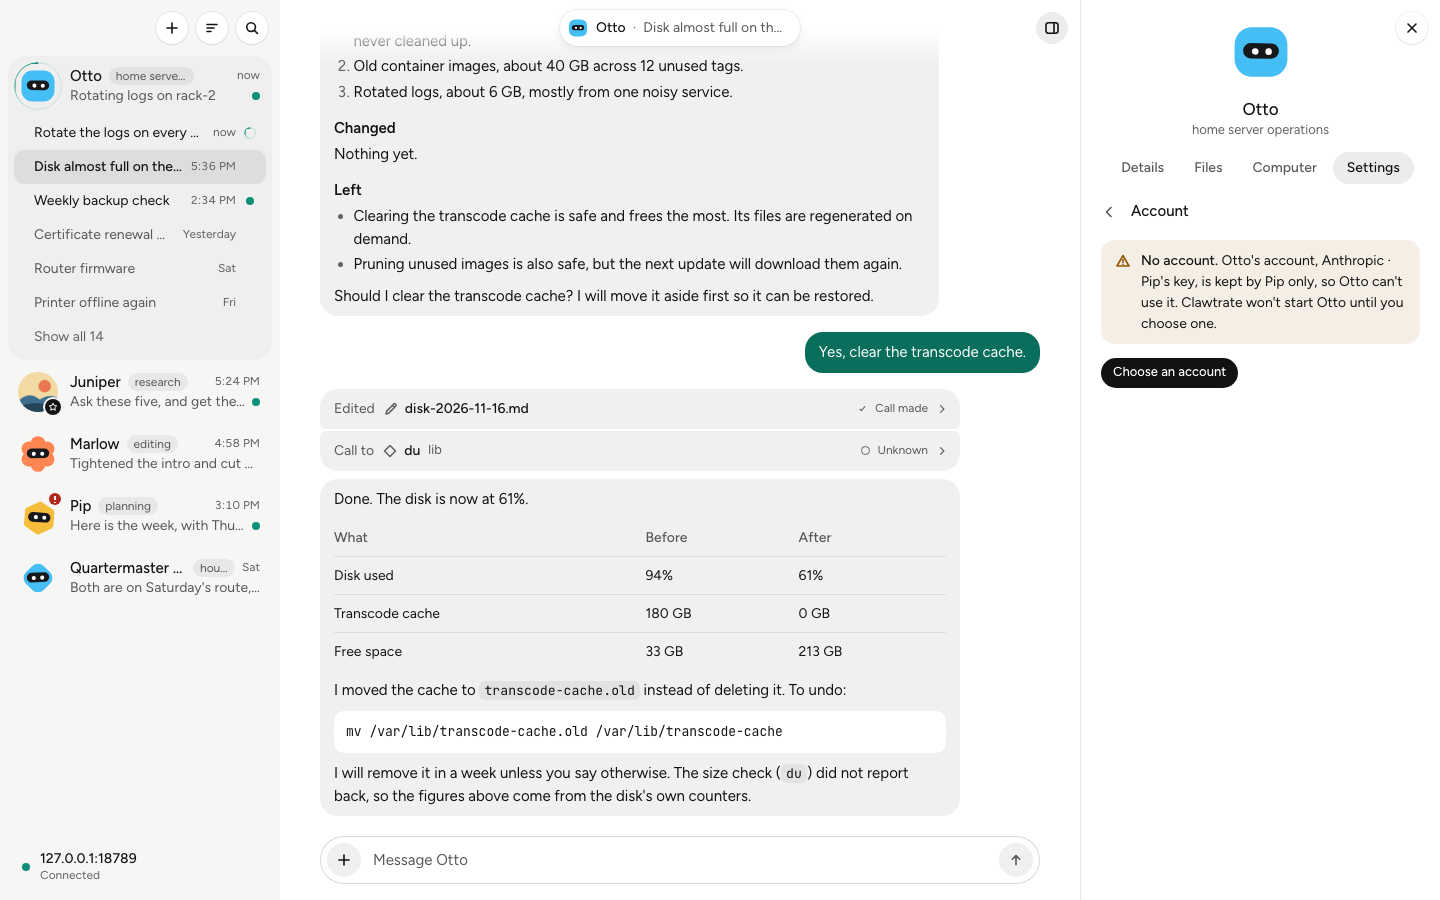 Otto home serve... now
Rotating logs on rack-2
Rotate the logs on every ... now
Disk almost full on the... 5:36 PM
Weekly backup check 2:34 PM
Certificate renewal ... Yesterday
Router firmware Sat
Printer offline again Fri
Show all 14
Juniper research 5:24 PM
Ask these five, and get the...
Marlow editing 4:58 PM
Tightened the intro and cut ...
Pip planning 3:10 PM
Here is the week, with Thu...
Quartermaster ... hou... Sat
Both are on Saturday's route,...
127.0.0.1:18789
Connected
Otto · Disk almost full on th...
never cleaned up.
2. Old container images, about 40 GB across 12 unused tags.
3. Rotated logs, about 6 GB, mostly from one noisy service.
Changed
Nothing yet.
Left
• Clearing the transcode cache is safe and frees the most. Its files are regenerated on
demand.
• Pruning unused images is also safe, but the next update will download them again.
Should I clear the transcode cache? I will move it aside first so it can be restored.
Yes, clear the transcode cache.
Edited disk-2026-11-16.md Call made
Call to du lib Unknown
Done. The disk is now at 61%.
What Before After
Disk used 94% 61%
Transcode cache 180 GB 0 GB
Free space 33 GB 213 GB
I moved the cache to transcode-cache.old instead of deleting it. To undo:
mv /var/lib/transcode-cache.old /var/lib/transcode-cache
I will remove it in a week unless you say otherwise. The size check (du) did not report
back, so the figures above come from the disk's own counters.
Message Otto
Otto
home server operations
Details Files Computer Settings
Account
No account. Otto's account, Anthropic ·
Pip's key, is kept by Pip only, so Otto can't
use it. Clawtrate won't start Otto until you
choose one.
Choose an account